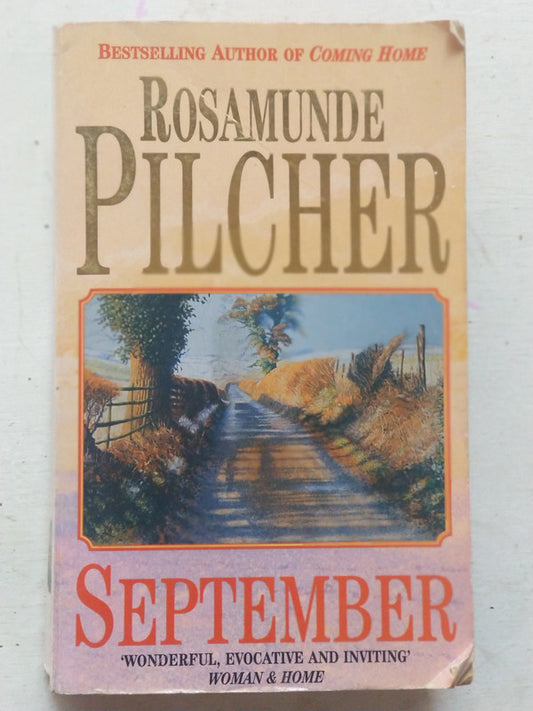 BESTSELLING AUTHOR OF COMING HOME
ROSAMUNDE
PILCHER
SEPTEMBER
'WONDERFUL, EVOCATIVE AND INVITING'
WOMAN & HOME